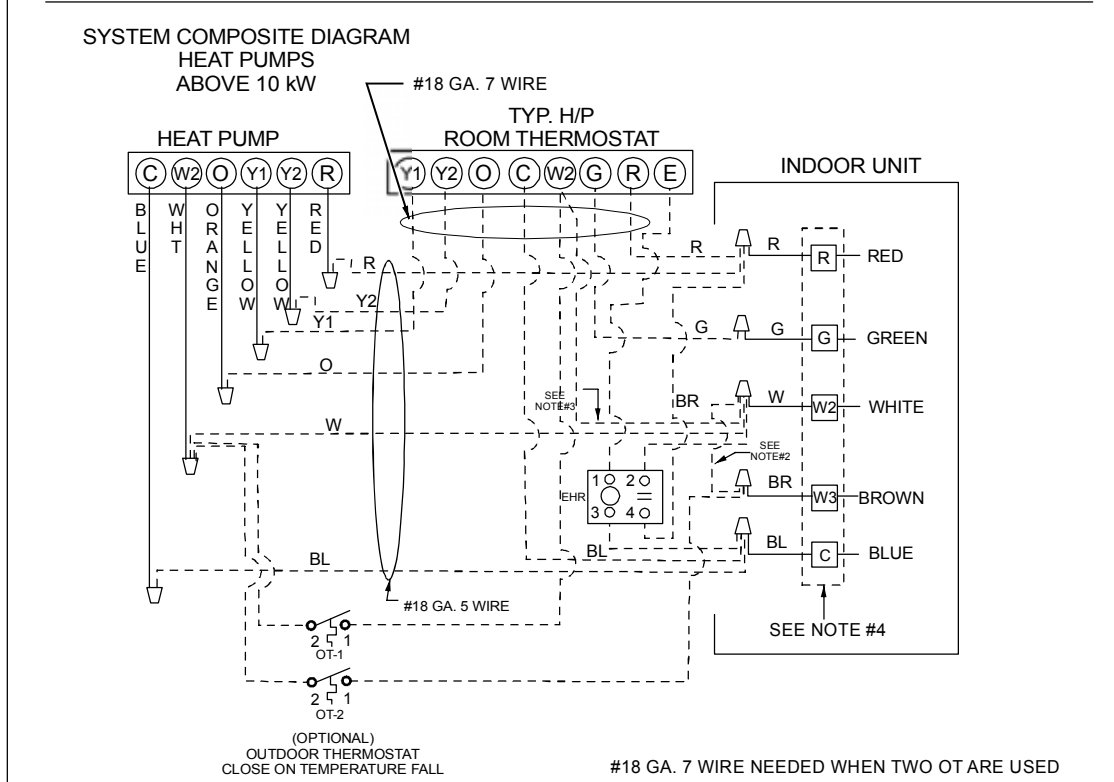 SYSTEM COMPOSITE DIAGRAM
HEAT PUMPS
ABOVE 10 kW
#18 GA. 7 WIRE
TYP. H/P
ROOM THERMOSTAT
HEAT PUMP
INDOOR UNIT
C W2 O Y1 Y2 R
Y1 Y2 O C W2 G R E
BLUE
WHT
ORANGE
YELLOW
YELLOW
RED
R
R
R
R
RED
Y2
Y1
G
G
G
GREEN
O
SEE
NOTE#3
BR
W
W2
WHITE
W
SEE
NOTE#2
EHR
1 2
3 4
BR
W3
BROWN
BL
BL
BL
C
BLUE
#18 GA. 5 WIRE
SEE NOTE #4
2 1
OT-1
2 1
OT-2
(OPTIONAL)
OUTDOOR THERMOSTAT
CLOSE ON TEMPERATURE FALL
#18 GA. 7 WIRE NEEDED WHEN TWO OT ARE USED